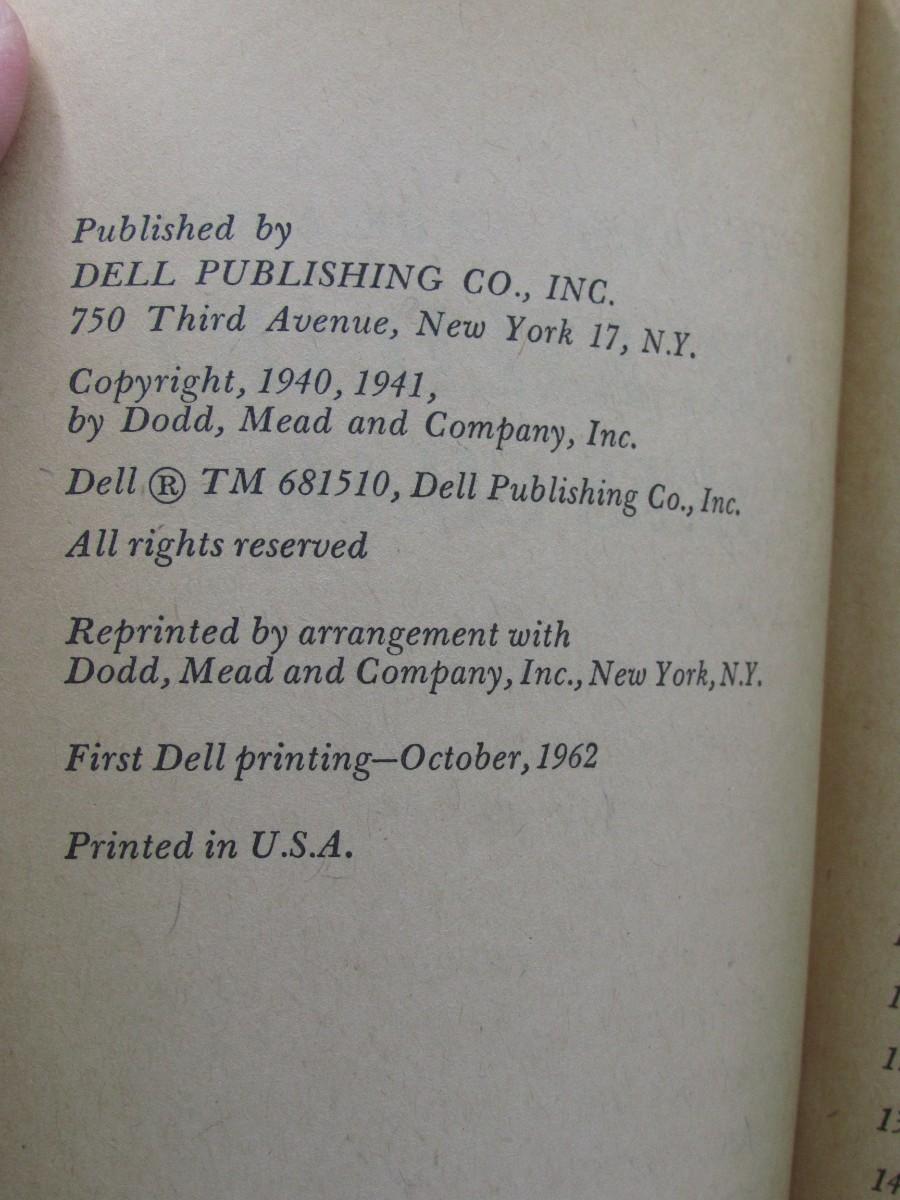 Published by
DELL PUBLISHING CO., INC.
750 Third Avenue, New York 17, N.Y.
Copyright, 1940, 1941,
by Dodd, Mead and Company, Inc.
Dell ® TM 681510, Dell Publishing Co., Inc.
All rights reserved
Reprinted by arrangement with
Dodd, Mead and Company, Inc., New York, N.Y.
First Dell printing—October, 1962
Printed in U.S.A.